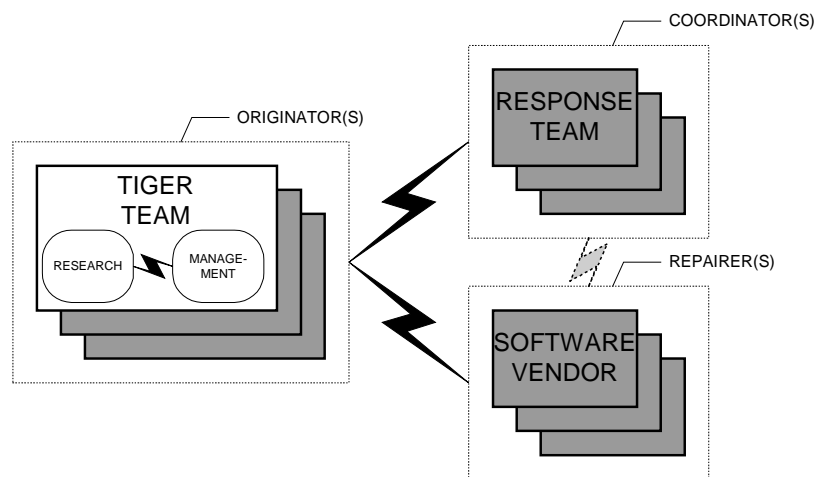 COORDINATOR(S)
RESPONSE
TEAM
ORIGINATOR(S)
TIGER
TEAM
RESEARCH
MANAGE-
MENT
REPAIRER(S)
SOFTWARE
VENDOR